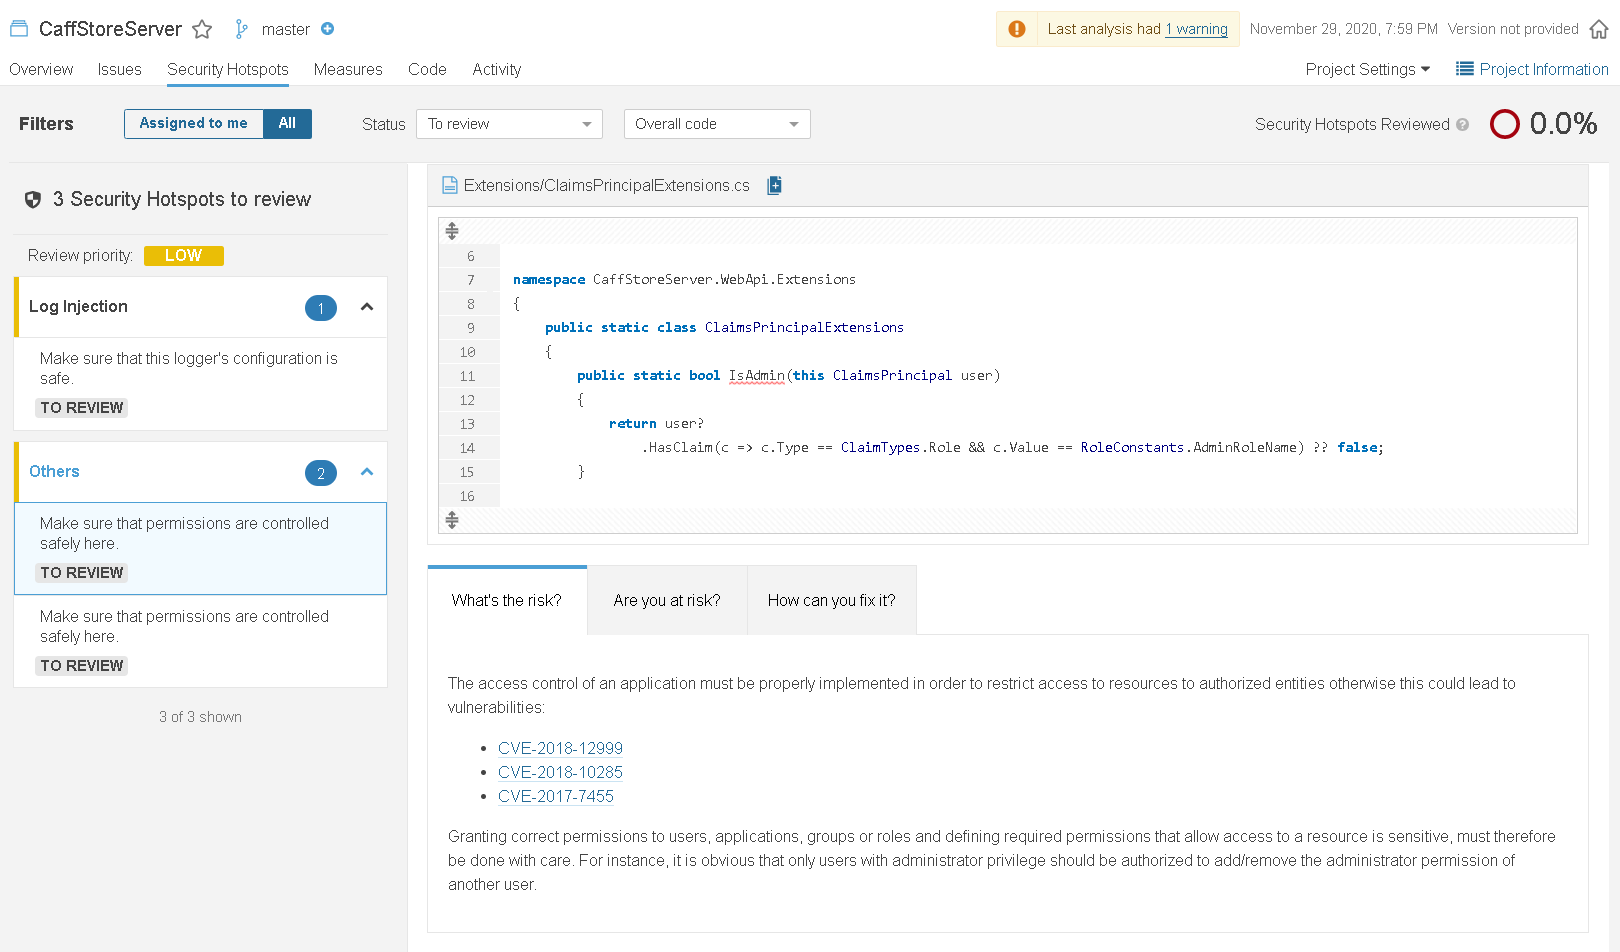 CaffStoreServer master Last analysis had 1 warning November 29, 2020, 7:59 PM Version not provided
Overview Issues Security Hotspots Measures Code Activity Project Settings Project Information
Filters Assigned to me All Status To review Overall code Security Hotspots Reviewed ? 0.0%
3 Security Hotspots to review
Review priority: LOW
Log Injection 1
Make sure that this logger's configuration is
safe.
TO REVIEW
Others 2
Make sure that permissions are controlled
safely here.
TO REVIEW
Make sure that permissions are controlled
safely here.
TO REVIEW
3 of 3 shown
Extensions/ClaimsPrincipalExtensions.cs
6
7 namespace CaffStoreServer.WebApi.Extensions
8 {
9 public static class ClaimsPrincipalExtensions
10 {
11 public static bool IsAdmin(this ClaimsPrincipal user)
12 {
13 return user?
14 .HasClaim(c => c.Type == ClaimTypes.Role && c.Value == RoleConstants.AdminRoleName) ?? false;
15 }
16
What's the risk? Are you at risk? How can you fix it?
The access control of an application must be properly implemented in order to restrict access to resources to authorized entities otherwise this could lead to
vulnerabilities:
• CVE-2018-12999
• CVE-2018-10285
• CVE-2017-7455
Granting correct permissions to users, applications, groups or roles and defining required permissions that allow access to a resource is sensitive, must therefore
be done with care. For instance, it is obvious that only users with administrator privilege should be authorized to add/remove the administrator permission of
another user.